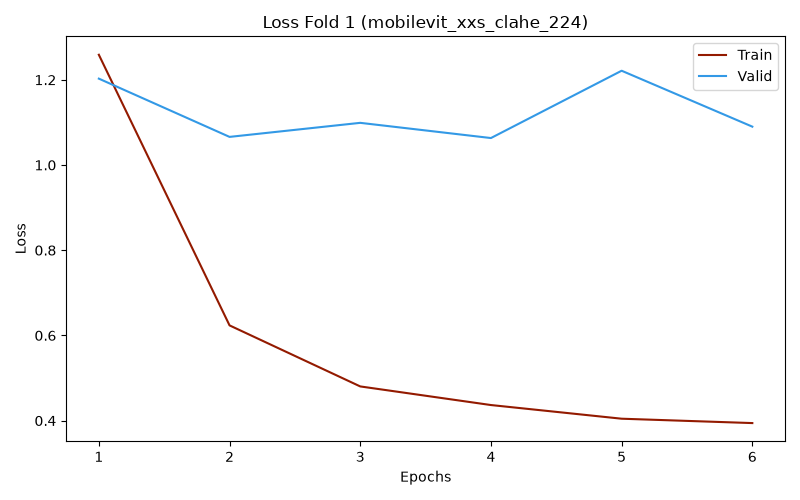 Loss Fold 1 (mobilevit_xxs_clahe_224)
Train
Valid
1.2
1.0
0.8
0.6
0.4
Loss
1 2 3 4 5 6
Epochs